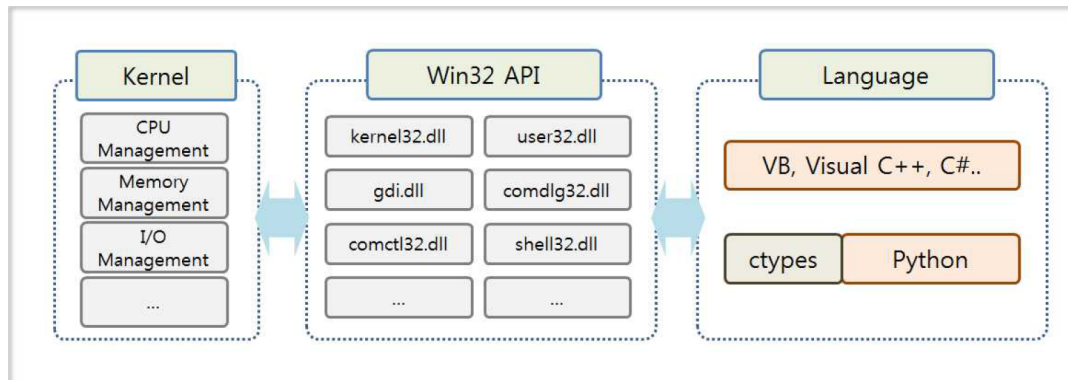 Kernel
CPU
Management
Memory
Management
I/O
Management
...
Win32 API
kernel32.dll
user32.dll
gdi.dll
comdlg32.dll
comctl32.dll
shell32.dll
...
...
Language
VB, Visual C++, C#..
ctypes
Python